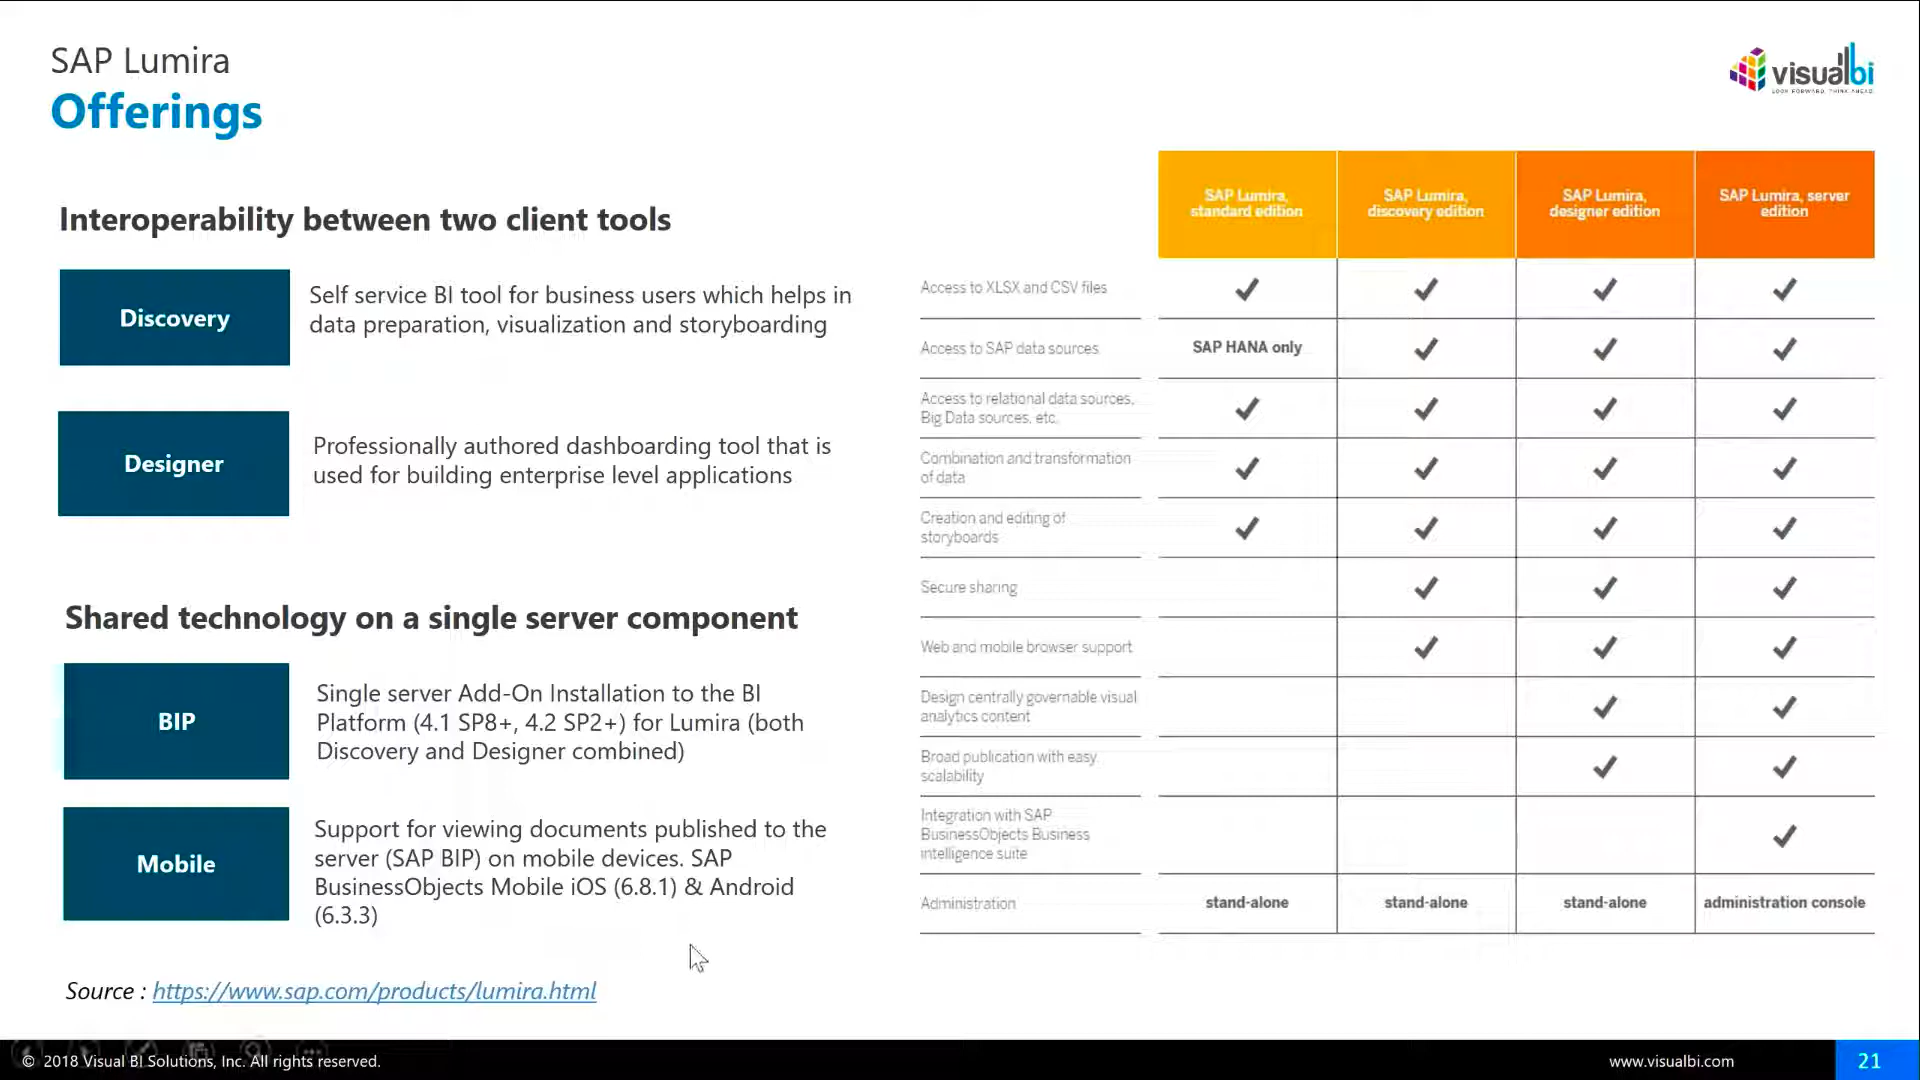 SAP Lumira
Offerings
visualbi
LOOK FORWARD. THINK AHEAD.
Interoperability between two client tools
Discovery
Self service BI tool for business users which helps in
data preparation, visualization and storyboarding
Designer
Professionally authored dashboarding tool that is
used for building enterprise level applications
Shared technology on a single server component
BIP
Single server Add-On Installation to the BI
Platform (4.1 SP8+, 4.2 SP2+) for Lumira (both
Discovery and Designer combined)
Mobile
Support for viewing documents published to the
server (SAP BIP) on mobile devices. SAP
BusinessObjects Mobile iOS (6.8.1) & Android
(6.3.3)
Source : https://www.sap.com/products/lumira.html
SAP Lumira, standard edition SAP Lumira, discovery edition SAP Lumira, designer edition SAP Lumira, server edition
Access to XLSX and CSV files ✓ ✓ ✓ ✓
Access to SAP data sources SAP HANA only ✓ ✓ ✓
Access to relational data sources,
Big Data sources, etc. ✓ ✓ ✓ ✓
Combination and transformation
of data ✓ ✓ ✓ ✓
Creation and editing of
storyboards ✓ ✓ ✓ ✓
Secure sharing ✓ ✓ ✓
Web and mobile browser support ✓ ✓ ✓
Design centrally governable visual
analytics content ✓ ✓
Broad publication with easy
scalability ✓ ✓
Integration with SAP
BusinessObjects Business
intelligence suite ✓
Administration stand-alone stand-alone stand-alone administration console
© 2018 Visual BI Solutions, Inc. All rights reserved.
www.visualbi.com
21